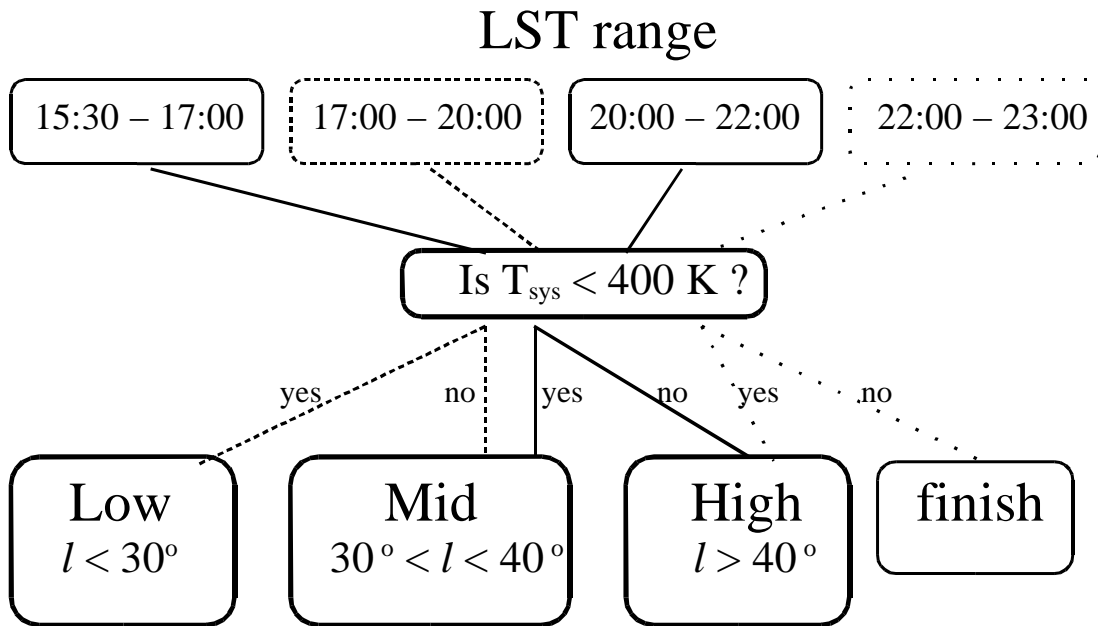 LST range
15:30 – 17:00
17:00 – 20:00
20:00 – 22:00
22:00 – 23:00
Is Tsys < 400 K ?
yes
no
yes
no
yes
no
Low
l < 30°
Mid
30° < l < 40°
High
l > 40°
finish